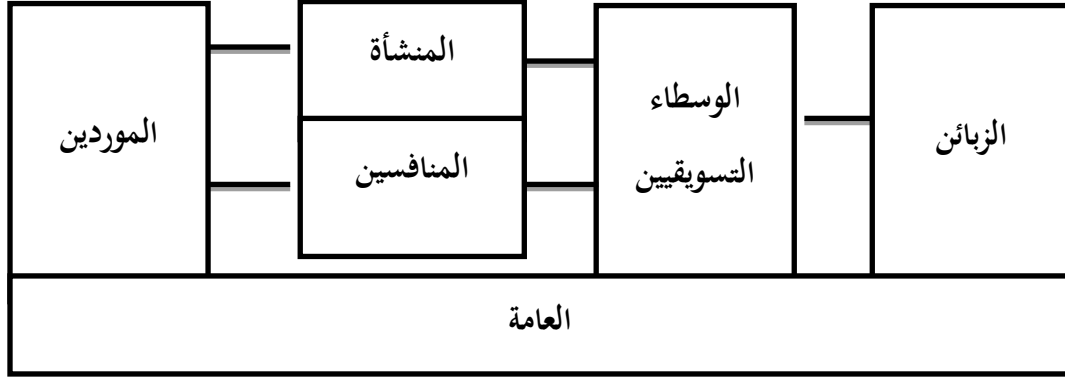 الزبائن
الوسطاء
التسويقيين
المنشأة
المنافسين
الموردين
العامة